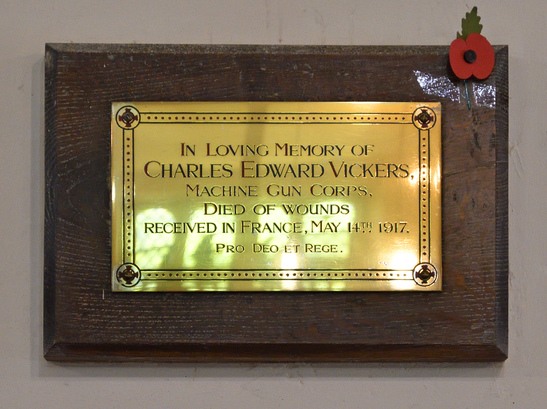 In Loving Memory of
Charles Edward Vickers,
Machine Gun Corps,
Died of wounds
received in France, May 14th 1917.
Pro Deo et Rege.